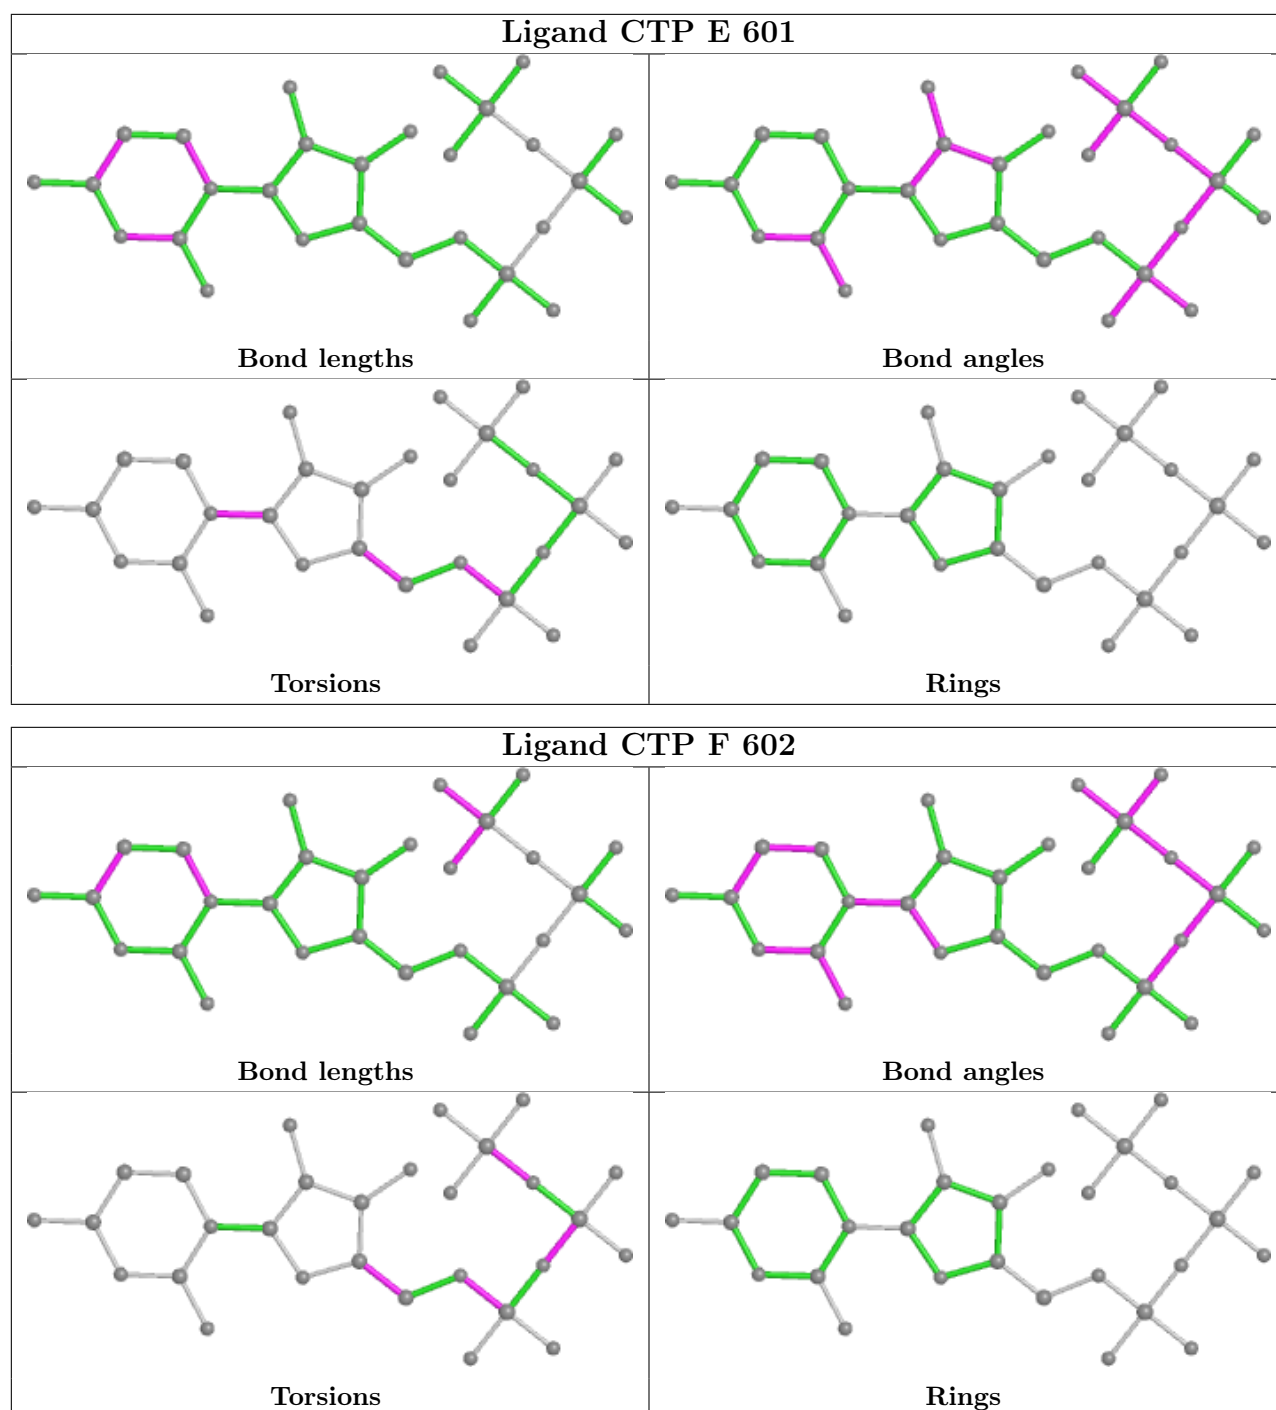 Ligand CTP E 601
Bond lengths
Bond angles
Torsions
Rings
Ligand CTP F 602
Bond lengths
Bond angles
Torsions
Rings